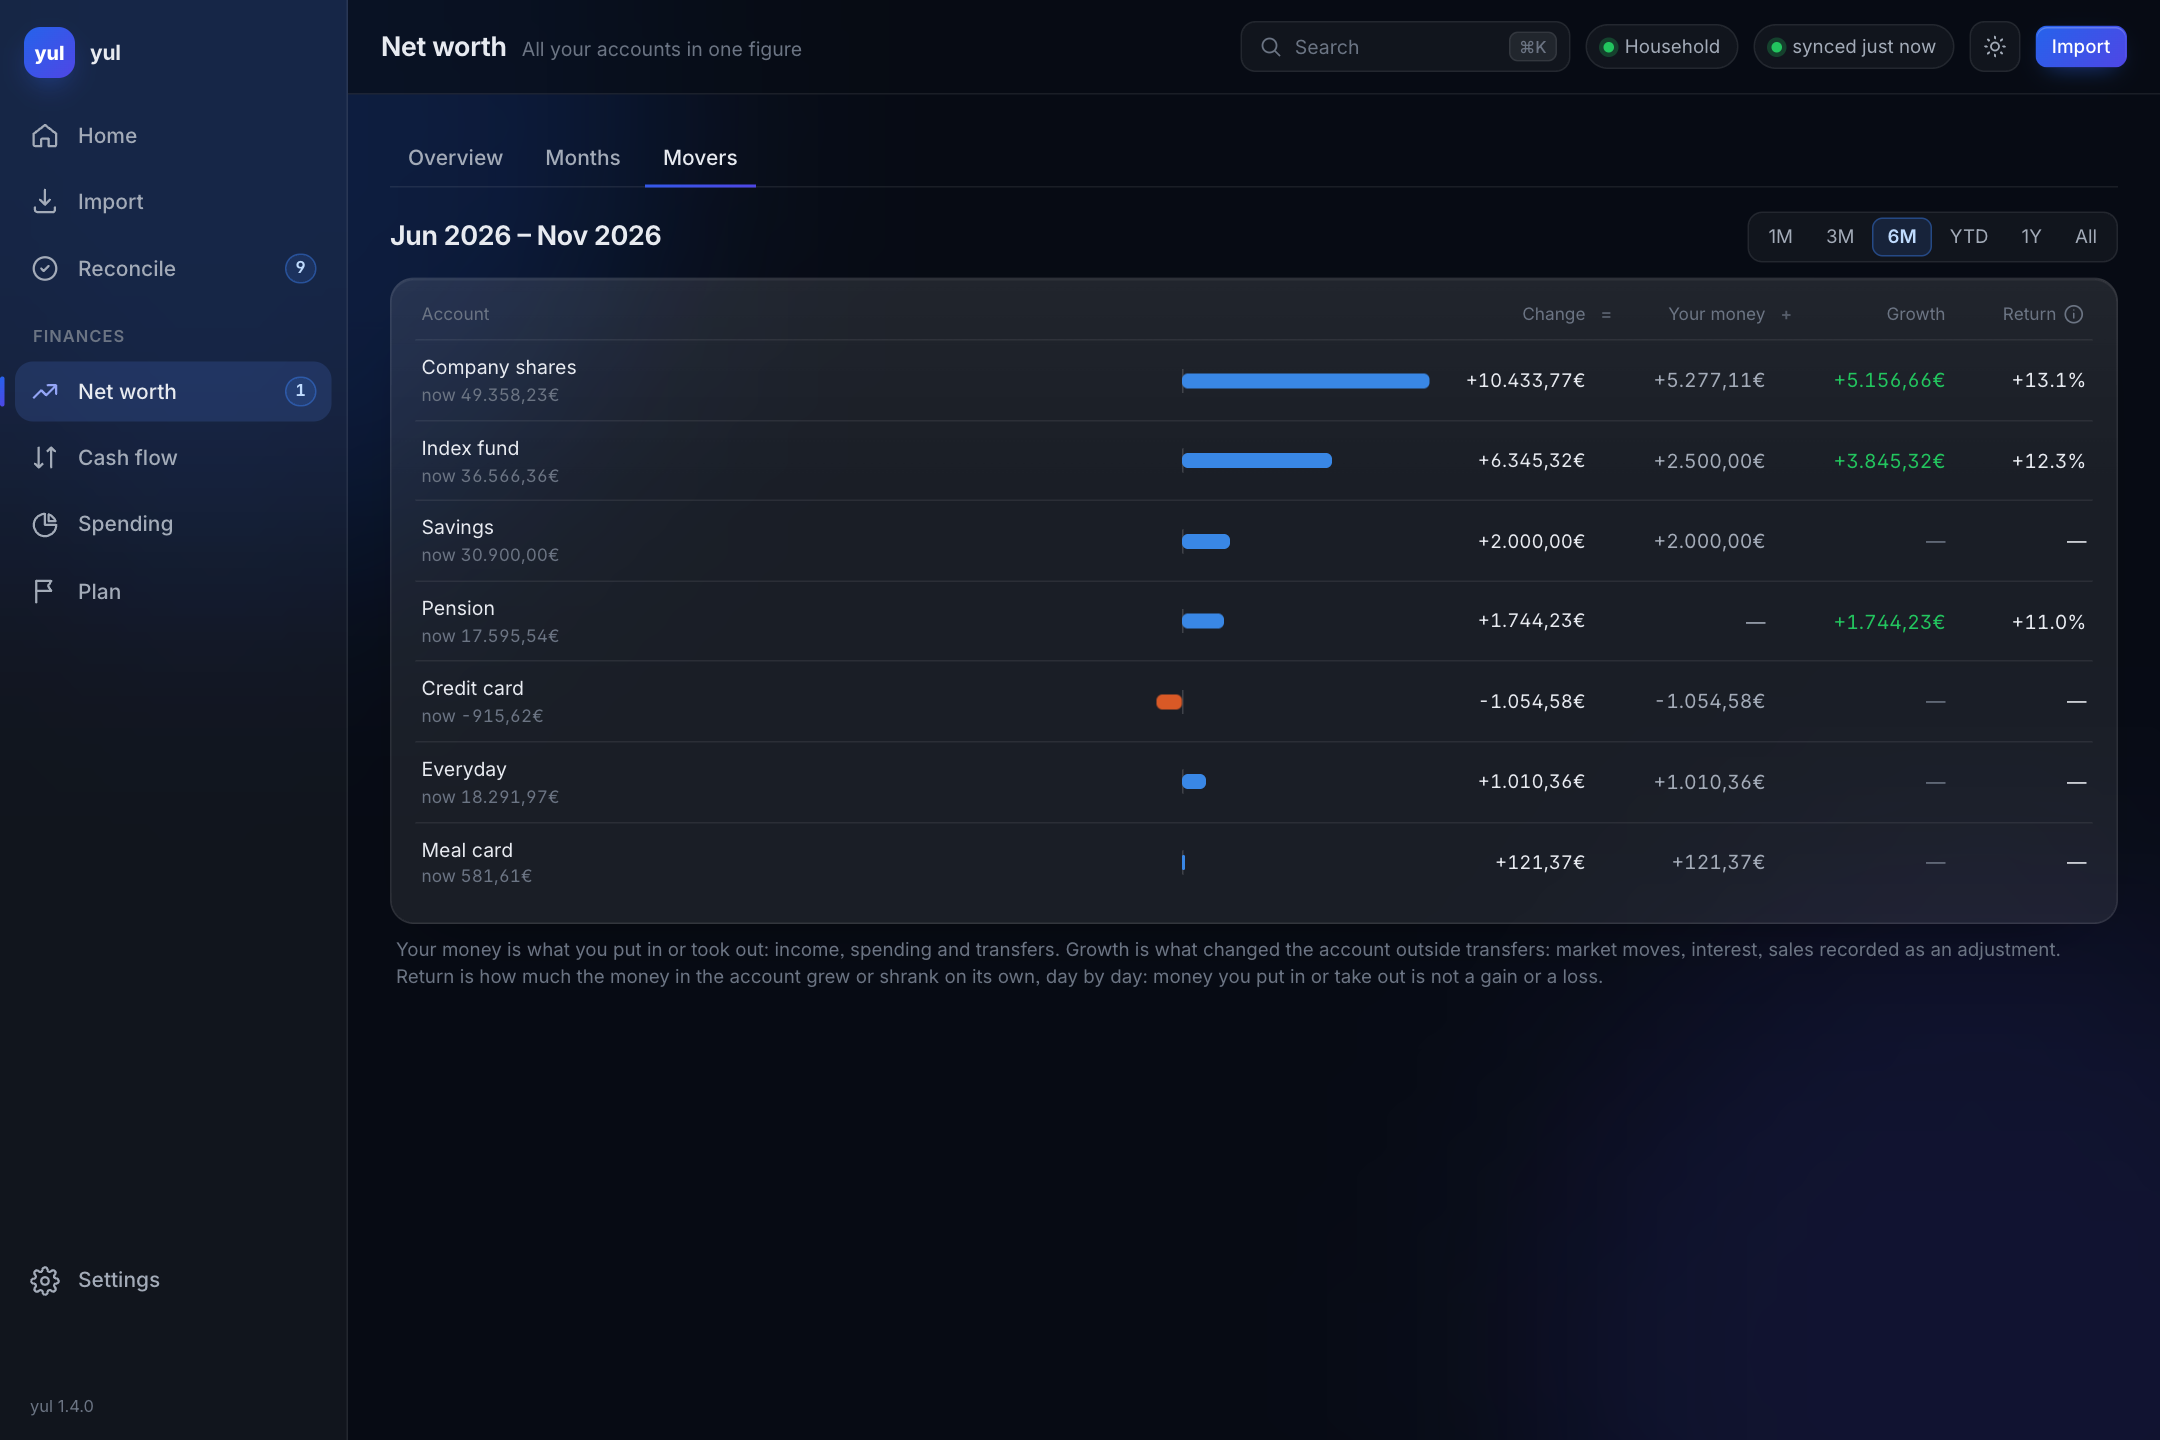 yul yul
Net worth All your accounts in one figure
Search ⌘K
Household
synced just now
Import
Home
Import
Reconcile 9
FINANCES
Net worth 1
Cash flow
Spending
Plan
Settings
yul 1.4.0
Overview Months Movers
Jun 2026 – Nov 2026
1M 3M 6M YTD 1Y All
Account Change = Your money + Growth Return
Company shares
now 49.358,23€
+10.433,77€ +5.277,11€ +5.156,66€ +13.1%
Index fund
now 36.566,36€
+6.345,32€ +2.500,00€ +3.845,32€ +12.3%
Savings
now 30.900,00€
+2.000,00€ +2.000,00€ — —
Pension
now 17.595,54€
+1.744,23€ — +1.744,23€ +11.0%
Credit card
now -915,62€
-1.054,58€ -1.054,58€ — —
Everyday
now 18.291,97€
+1.010,36€ +1.010,36€ — —
Meal card
now 581,61€
+121,37€ +121,37€ — —
Your money is what you put in or took out: income, spending and transfers. Growth is what changed the account outside transfers: market moves, interest, sales recorded as an adjustment.
Return is how much the money in the account grew or shrank on its own, day by day: money you put in or take out is not a gain or a loss.